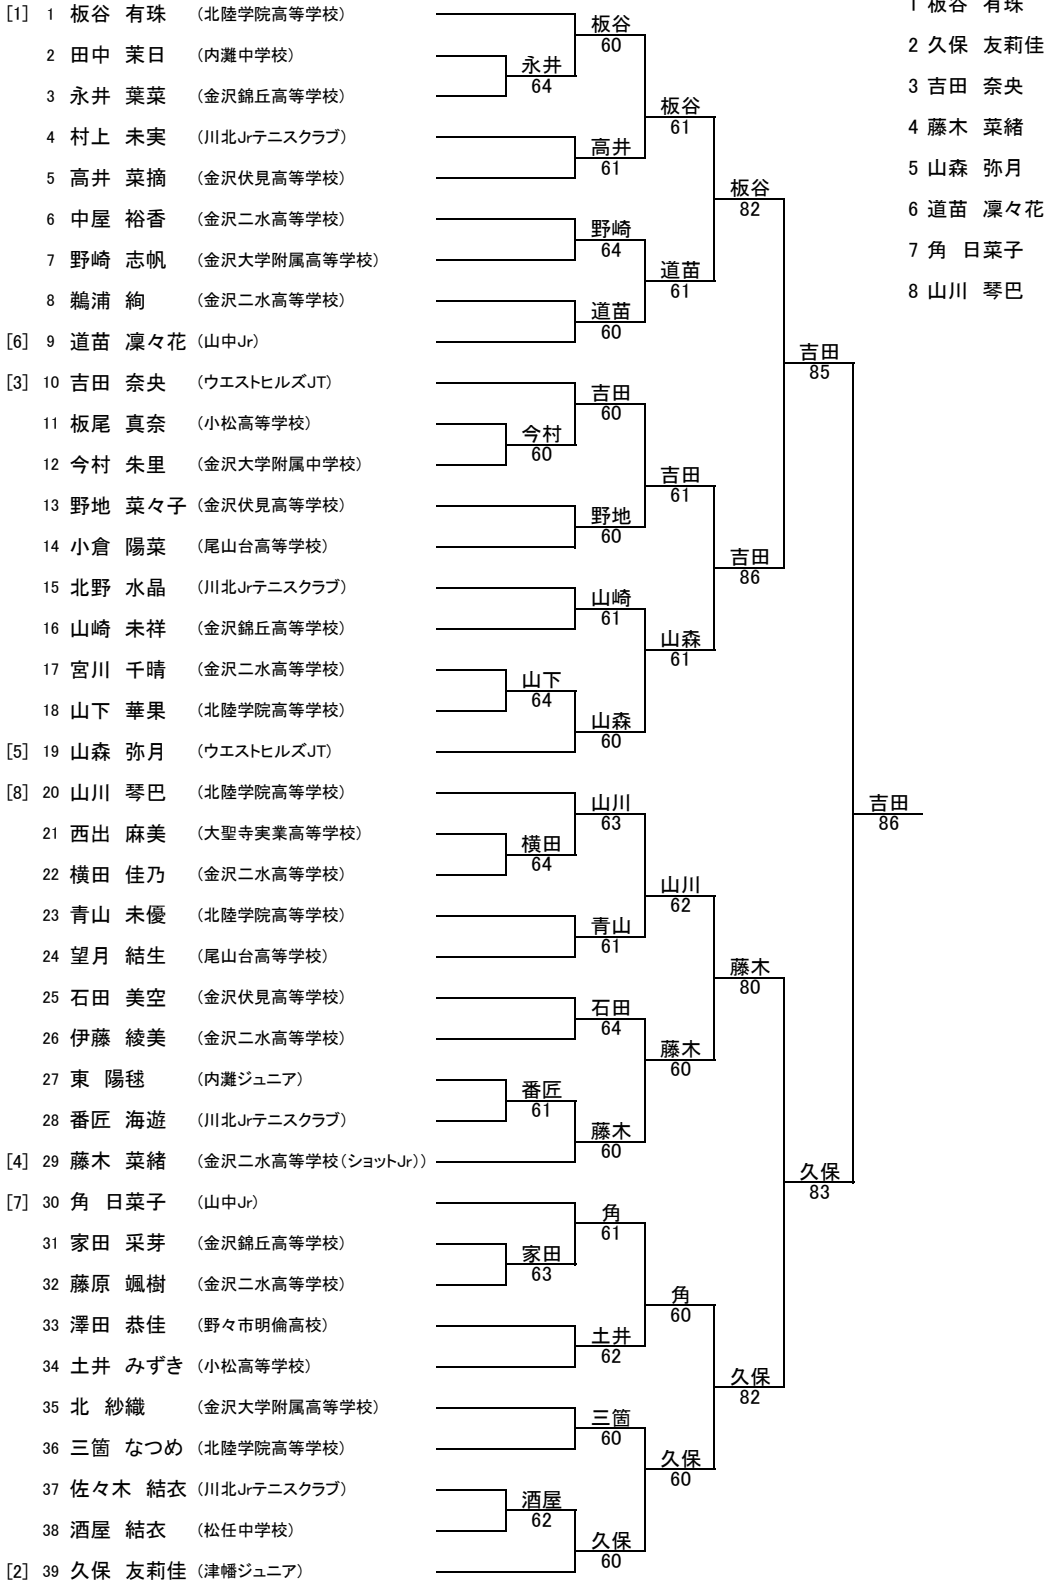 [1] 1 板谷 有珠 (北陸学院高等学校)
2 田中 茉日 (内灘中学校)
3 永井 葉菜 (金沢錦丘高等学校)
4 村上 未実 (川北Jrテニスクラブ)
5 高井 菜摘 (金沢伏見高等学校)
6 中屋 裕香 (金沢二水高等学校)
7 野崎 志帆 (金沢大学附属高等学校)
8 鵜浦 絢 (金沢二水高等学校)
[6] 9 道苗 凜々花 (山中Jr)
[3] 10 吉田 奈央 (ウエストヒルズJT)
11 板尾 真奈 (小松高等学校)
12 今村 朱里 (金沢大学附属中学校)
13 野地 菜々子 (金沢伏見高等学校)
14 小倉 陽菜 (尾山台高等学校)
15 北野 水晶 (川北Jrテニスクラブ)
16 山崎 未祥 (金沢錦丘高等学校)
17 宮川 千晴 (金沢二水高等学校)
18 山下 華果 (北陸学院高等学校)
[5] 19 山森 弥月 (ウエストヒルズJT)
[8] 20 山川 琴巴 (北陸学院高等学校)
21 西出 麻美 (大聖寺実業高等学校)
22 横田 佳乃 (金沢二水高等学校)
23 青山 未優 (北陸学院高等学校)
24 望月 結生 (尾山台高等学校)
25 石田 美空 (金沢伏見高等学校)
26 伊藤 綾美 (金沢二水高等学校)
27 東 陽毬 (内灘ジュニア)
28 番匠 海遊 (川北Jrテニスクラブ)
[4] 29 藤木 菜緒 (金沢二水高等学校(ショットJr))
[7] 30 角 日菜子 (山中Jr)
31 家田 采芽 (金沢錦丘高等学校)
32 藤原 颯樹 (金沢二水高等学校)
33 澤田 恭佳 (野々市明倫高校)
34 土井 みずき (小松高等学校)
35 北 紗織 (金沢大学附属高等学校)
36 三箇 なつめ (北陸学院高等学校)
37 佐々木 結衣 (川北Jrテニスクラブ)
38 酒屋 結衣 (松任中学校)
[2] 39 久保 友莉佳 (津幡ジュニア)
永井
64
今村
60
山下
64
横田
64
番匠
61
家田
63
酒屋
62
板谷
60
高井
61
野崎
64
道苗
60
吉田
60
野地
60
山崎
61
山森
60
山川
63
青山
61
石田
64
藤木
60
角
61
土井
62
三箇
60
久保
60
板谷
61
道苗
61
吉田
61
山森
61
山川
62
藤木
60
角
60
久保
60
板谷
82
吉田
86
藤木
80
久保
82
吉田
85
久保
83
吉田
86
1 板谷 有珠
2 久保 友莉佳
3 吉田 奈央
4 藤木 菜緒
5 山森 弥月
6 道苗 凜々花
7 角 日菜子
8 山川 琴巴